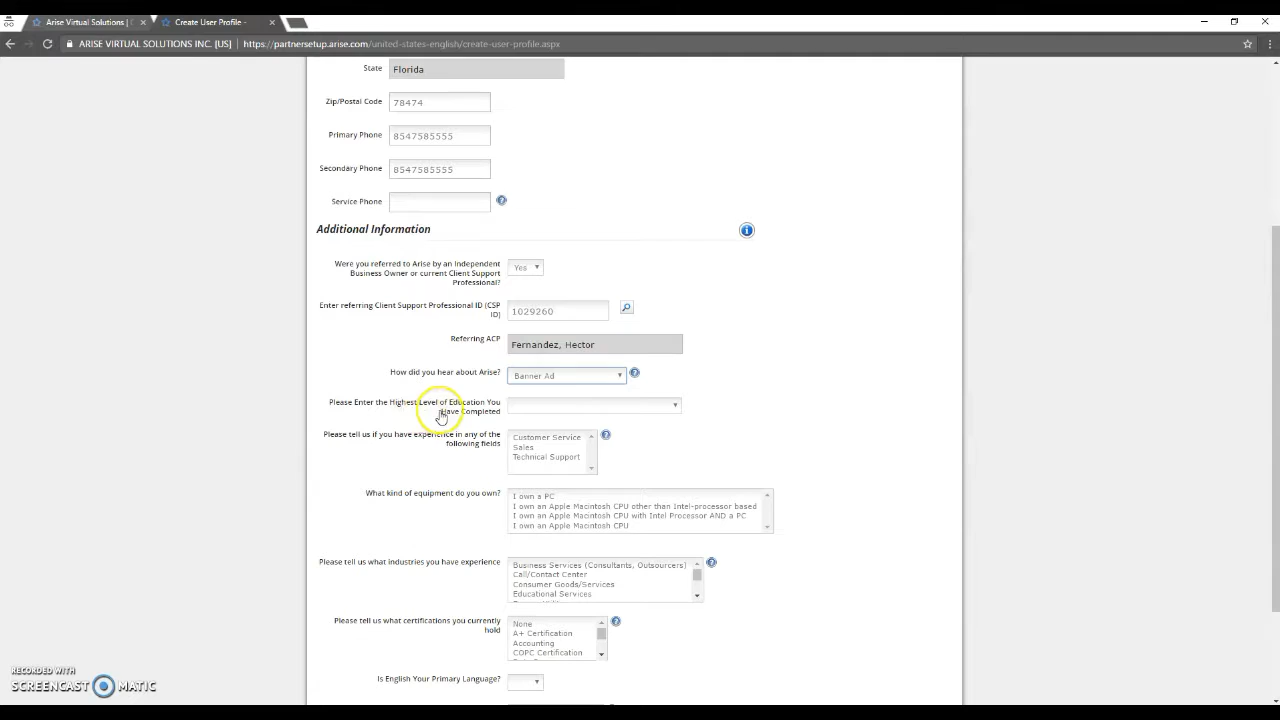 Arise Virtual Solutions | C
Create User Profile -
ARISE VIRTUAL SOLUTIONS INC. [US]
https://partnersetup.arise.com/united-states-english/create-user-profile.aspx
State
Florida
Zip/Postal Code
78474
Primary Phone
8547585555
Secondary Phone
8547585555
Service Phone
Additional Information
Were you referred to Arise by an Independent
Business Owner or current Client Support
Professional?
Yes
Enter referring Client Support Professional ID (CSP
ID)
1029260
Referring ACP
Fernandez, Hector
How did you hear about Arise?
Banner Ad
Please Enter the Highest Level of Education You
Have Completed
Please tell us if you have experience in any of the
following fields
Customer Service
Sales
Technical Support
What kind of equipment do you own?
I own a PC
I own an Apple Macintosh CPU other than Intel-processor based
I own an Apple Macintosh CPU with Intel Processor AND a PC
I own an Apple Macintosh CPU
Please tell us what industries you have experience
Business Services (Consultants, Outsourcers)
Call/Contact Center
Consumer Goods/Services
Educational Services
Please tell us what certifications you currently
hold
None
A+ Certification
Accounting
COPC Certification
Is English Your Primary Language?
RECORDED WITH
SCREENCAST MATIC